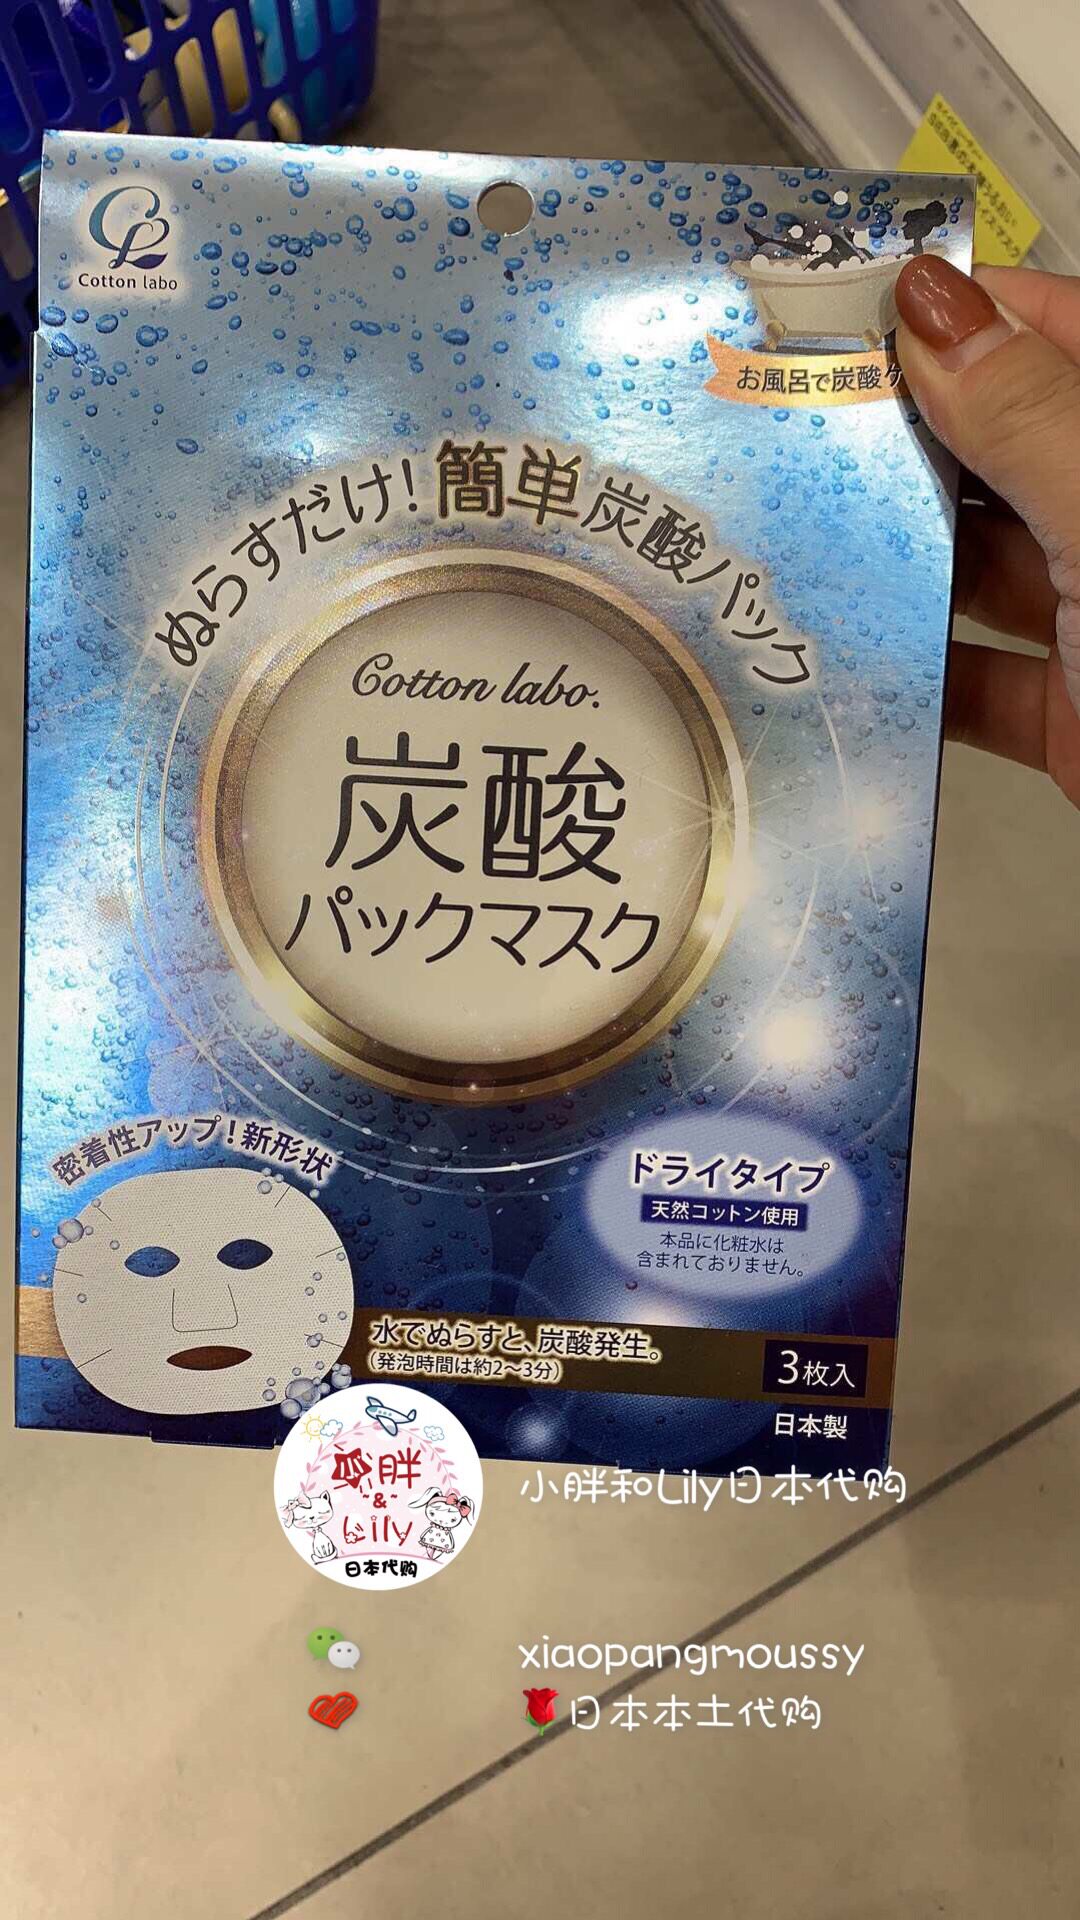 Cotton labo
お風呂で炭酸ケ
ぬらすだけ!簡単炭酸パック
Cotton labo.
炭酸
パックマスク
密着性アップ!新形状
ドライタイプ
天然コットン使用
本品に化粧水は
含まれておりません。
水でぬらすと、炭酸発生。
(発泡時間は約2〜3分)
3枚入
日本製
胖
~&~
Lily
日本代购
小胖和Lily日本代购
xiaopangmoussy
🌹日本本土代购